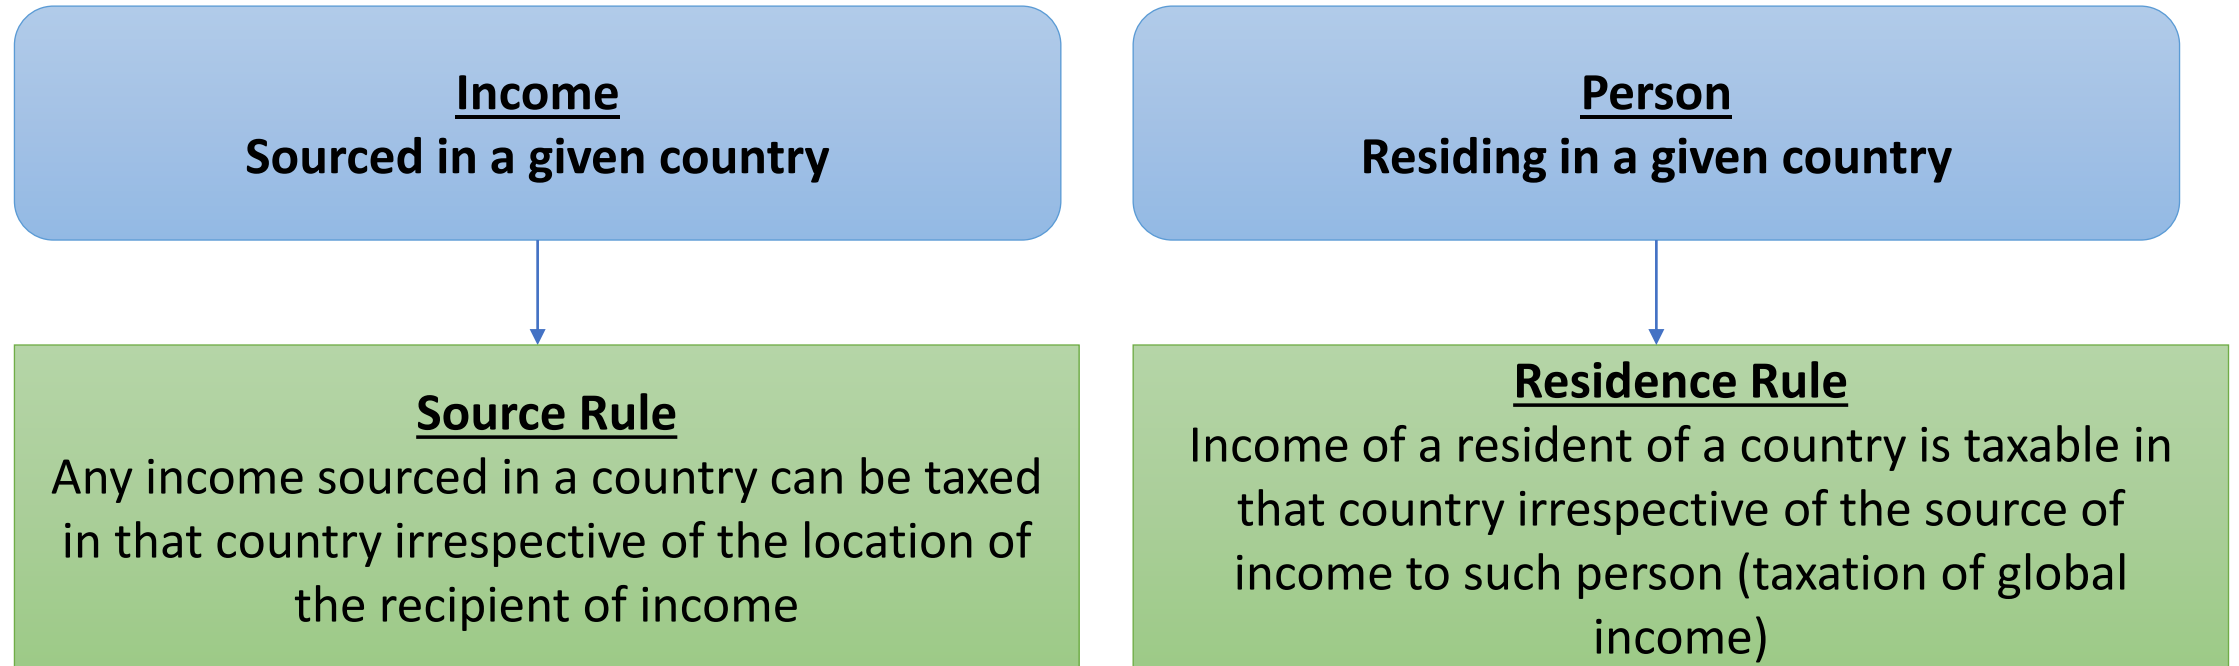 Income
Sourced in a given country
Person
Residing in a given country
Source Rule
Any income sourced in a country can be taxed
in that country irrespective of the location of
the recipient of income
Residence Rule
Income of a resident of a country is taxable in
that country irrespective of the source of
income to such person (taxation of global
income)